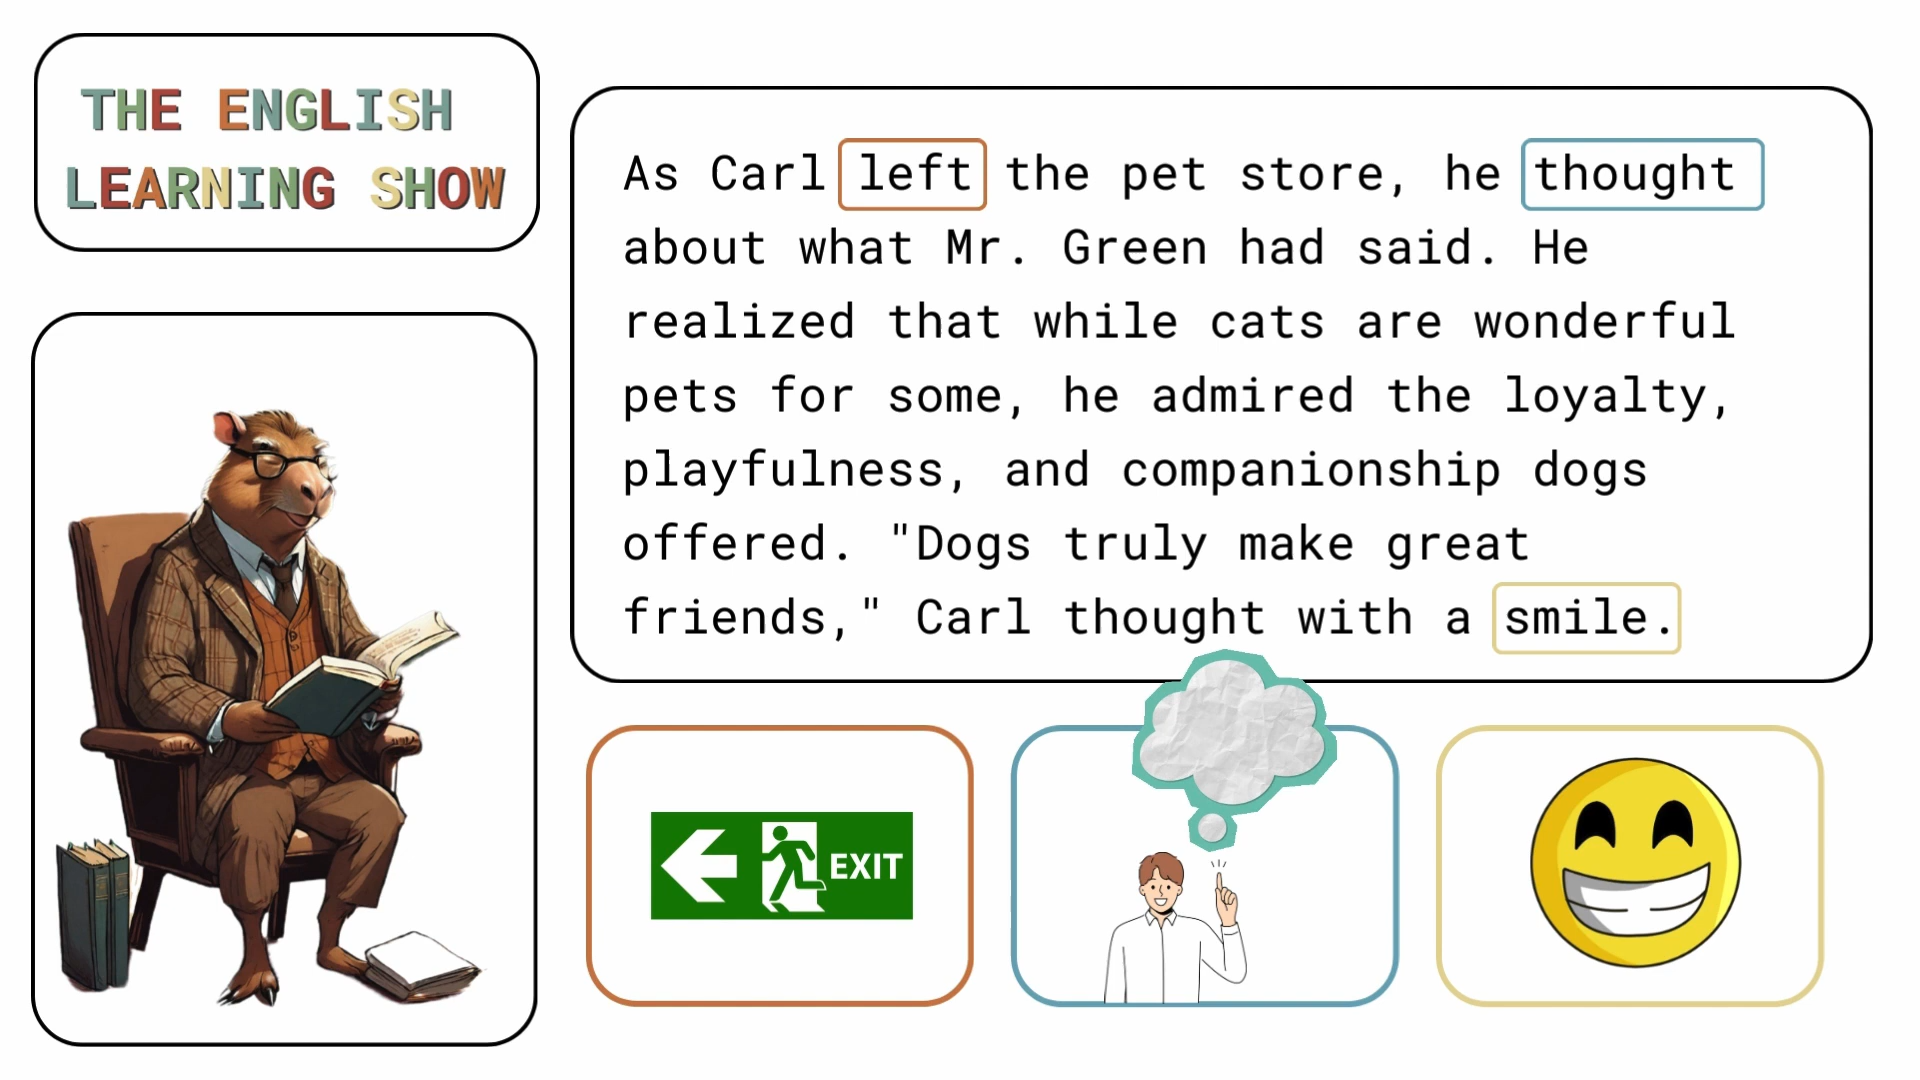 THE ENGLISH
LEARNING SHOW
As Carl left the pet store, he thought
about what Mr. Green had said. He
realized that while cats are wonderful
pets for some, he admired the loyalty,
playfulness, and companionship dogs
offered. "Dogs truly make great
friends," Carl thought with a smile.
EXIT